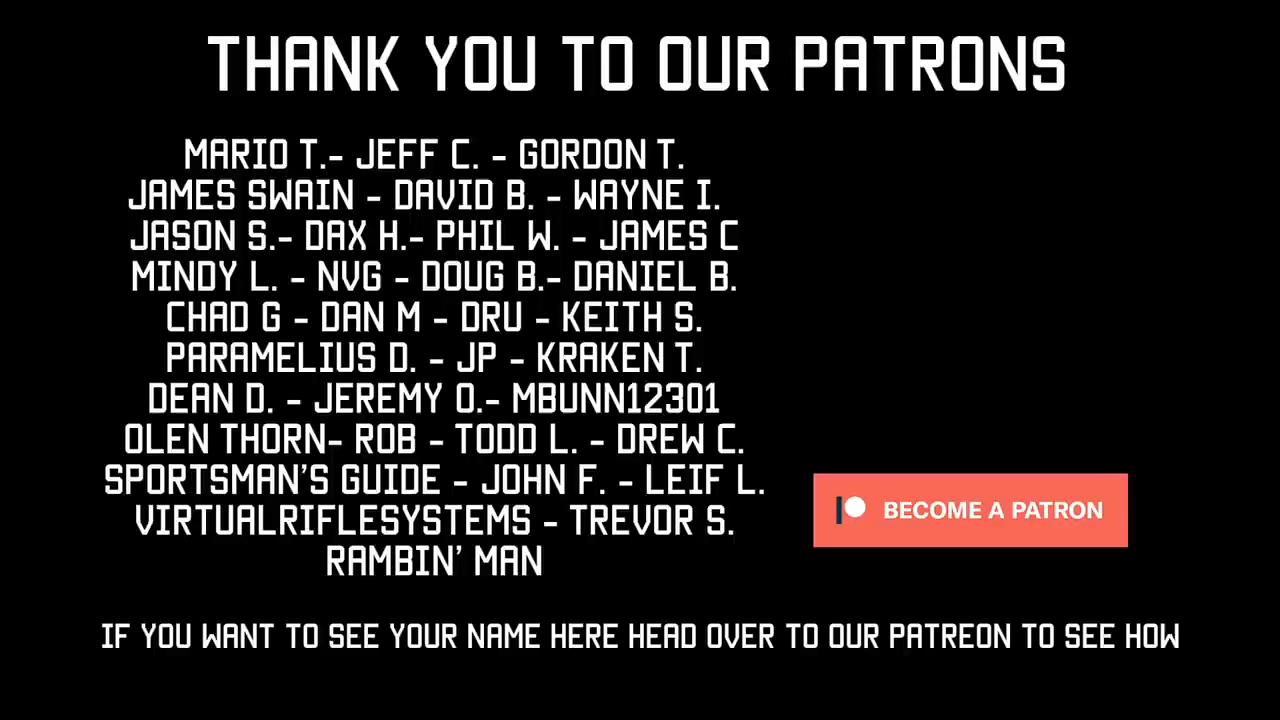 THANK YOU TO OUR PATRONS
MARIO T.- JEFF C. - GORDON T.
JAMES SWAIN - DAVID B. - WAYNE I.
JASON S.- DAX H.- PHIL W. - JAMES C
MINDY L. - NVG - DOUG B.- DANIEL B.
CHAD G - DAN M - DRU - KEITH S.
PARAMELIUS D. - JP - KRAKEN T.
DEAN D. - JEREMY O.- MBUNN12301
OLEN THORN- ROB - TODD L. - DREW C.
SPORTSMAN'S GUIDE - JOHN F. - LEIF L.
VIRTUALRIFLESYSTEMS - TREVOR S.
RAMBIN' MAN
BECOME A PATRON
IF YOU WANT TO SEE YOUR NAME HERE HEAD OVER TO OUR PATREON TO SEE HOW